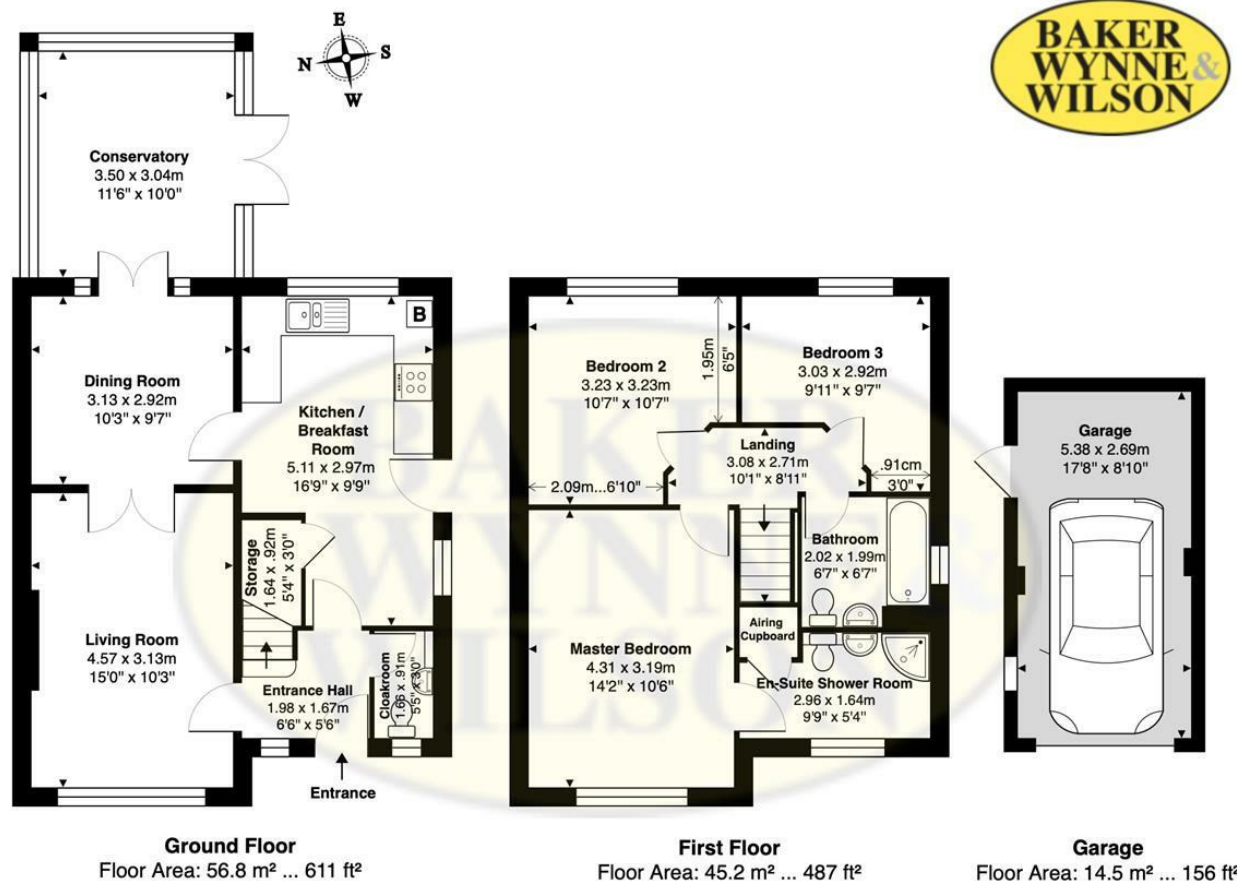 E
N
S
W
BAKER
WYNNE &
WILSON
Conservatory
3.50 x 3.04m
11'6" x 10'0"
B
Dining Room
3.13 x 2.92m
10'3" x 9'7"
Kitchen /
Breakfast
Room
5.11 x 2.97m
16'9" x 9'9"
Storage
1.64 x .92m
5'4" x 3'0"
Living Room
4.57 x 3.13m
15'0" x 10'3"
Entrance Hall
1.98 x 1.67m
6'6" x 5'6"
Cloakroom
1.66 x .91m
5'5" x 3'0"
Entrance
Bedroom 2
3.23 x 3.23m
10'7" x 10'7"
1.95m
6'5"
Bedroom 3
3.03 x 2.92m
9'11" x 9'7"
Landing
3.08 x 2.71m
10'1" x 8'11"
2.09m...6'10"
.91cm
3'0"
Bathroom
2.02 x 1.99m
6'7" x 6'7"
Airing
Cupboard
Master Bedroom
4.31 x 3.19m
14'2" x 10'6"
En-Suite Shower Room
2.96 x 1.64m
9'9" x 5'4"
Garage
5.38 x 2.69m
17'8" x 8'10"
BAKER
WYNNE &
WILSON
Ground Floor
Floor Area: 56.8 m² ... 611 ft²
First Floor
Floor Area: 45.2 m² ... 487 ft²
Garage
Floor Area: 14.5 m² ... 156 ft²